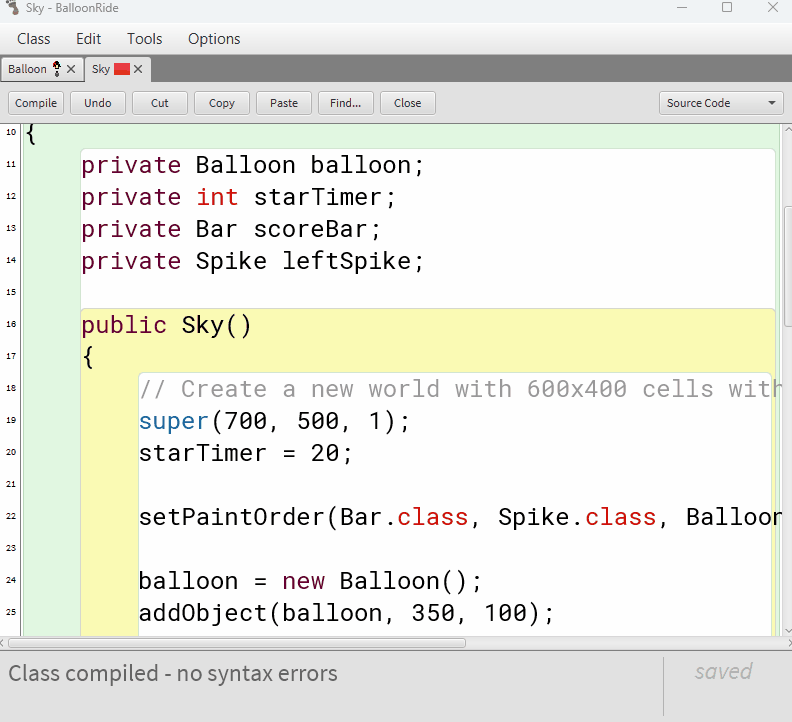 Sky - BalloonRide
Class Edit Tools Options
Balloon Sky
Compile Undo Cut Copy Paste Find... Close Source Code
10 {
11 private Balloon balloon;
12 private int starTimer;
13 private Bar scoreBar;
14 private Spike leftSpike;
15
16 public Sky()
17 {
18 // Create a new world with 600x400 cells with
19 super(700, 500, 1);
20 starTimer = 20;
21
22 setPaintOrder(Bar.class, Spike.class, Balloon
23
24 balloon = new Balloon();
25 addObject(balloon, 350, 100);
Class compiled - no syntax errors
saved